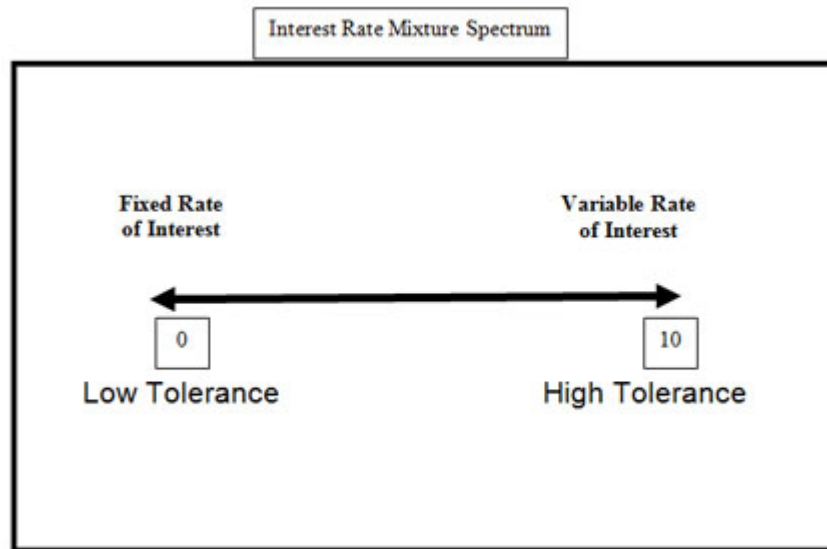 Interest Rate Mixture Spectrum
Fixed Rate
of Interest
Variable Rate
of Interest
0
10
Low Tolerance
High Tolerance